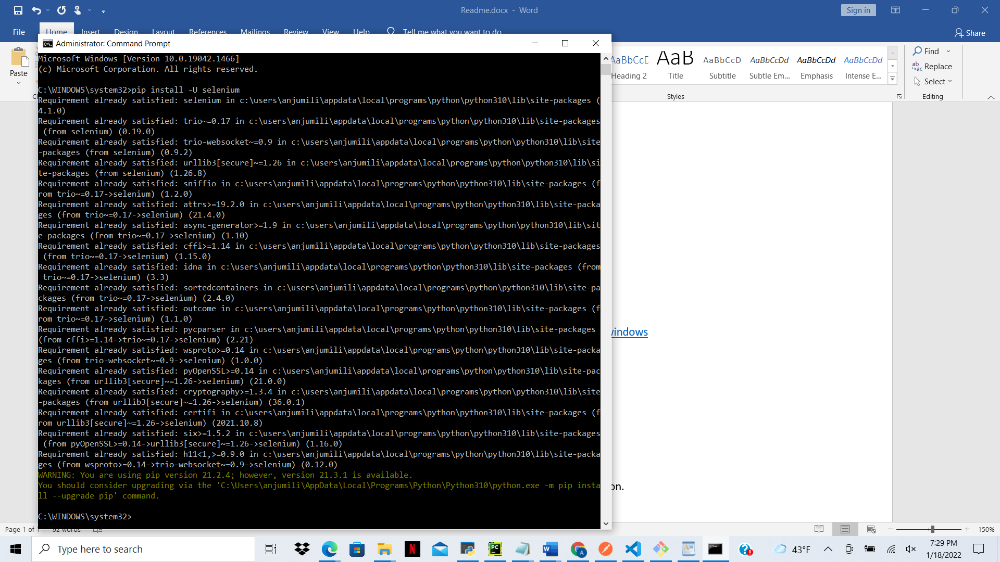 Readme.docx - Word
Sign in
File
Home
Insert
Design
Layout
References
Mailings
Review
View
Help
Tell me what you want to do
Share
Administrator: Command Prompt
Paste
AaBbCcD
Heading 2
AaB
Title
AaBbCcD
Subtitle
AaBbCcDd
Subtle Em...
AaBbCcDd
Emphasis
AaBbCcDd
Intense E...
Styles
Find
Replace
Select
Editing
Microsoft Windows [Version 10.0.19042.1466]
(c) Microsoft Corporation. All rights reserved.
C:\WINDOWS\system32>pip install -U selenium
Requirement already satisfied: selenium in c:\users\anjumili\appdata\local\programs\python\python310\lib\site-packages (
4.1.0)
Requirement already satisfied: trio~=0.17 in c:\users\anjumili\appdata\local\programs\python\python310\lib\site-packages
(from selenium) (0.19.0)
Requirement already satisfied: trio-websocket~=0.9 in c:\users\anjumili\appdata\local\programs\python\python310\lib\site
-packages (from selenium) (0.9.2)
Requirement already satisfied: urllib3[secure]~=1.26 in c:\users\anjumili\appdata\local\programs\python\python310\lib\si
te-packages (from selenium) (1.26.8)
Requirement already satisfied: sniffio in c:\users\anjumili\appdata\local\programs\python\python310\lib\site-packages (f
rom trio~=0.17->selenium) (1.2.0)
Requirement already satisfied: attrs>=19.2.0 in c:\users\anjumili\appdata\local\programs\python\python310\lib\site-packa
ges (from trio~=0.17->selenium) (21.4.0)
Requirement already satisfied: async-generator>=1.9 in c:\users\anjumili\appdata\local\programs\python\python310\lib\sit
e-packages (from trio~=0.17->selenium) (1.10)
Requirement already satisfied: cffi>=1.14 in c:\users\anjumili\appdata\local\programs\python\python310\lib\site-packages
(from trio~=0.17->selenium) (1.15.0)
Requirement already satisfied: idna in c:\users\anjumili\appdata\local\programs\python\python310\lib\site-packages (from
trio~=0.17->selenium) (3.3)
Requirement already satisfied: sortedcontainers in c:\users\anjumili\appdata\local\programs\python\python310\lib\site-pa
ckages (from trio~=0.17->selenium) (2.4.0)
Requirement already satisfied: outcome in c:\users\anjumili\appdata\local\programs\python\python310\lib\site-packages (f
rom trio~=0.17->selenium) (1.1.0)
Requirement already satisfied: pycparser in c:\users\anjumili\appdata\local\programs\python\python310\lib\site-packages
(from cffi>=1.14->trio~=0.17->selenium) (2.21)
Requirement already satisfied: wsproto>=0.14 in c:\users\anjumili\appdata\local\programs\python\python310\lib\site-packa
ges (from trio-websocket~=0.9->selenium) (1.0.0)
Requirement already satisfied: pyOpenSSL>=0.14 in c:\users\anjumili\appdata\local\programs\python\python310\lib\site-pac
kages (from urllib3[secure]~=1.26->selenium) (21.0.0)
Requirement already satisfied: cryptography>=1.3.4 in c:\users\anjumili\appdata\local\programs\python\python310\lib\site
-packages (from urllib3[secure]~=1.26->selenium) (36.0.1)
Requirement already satisfied: certifi in c:\users\anjumili\appdata\local\programs\python\python310\lib\site-packages (f
rom urllib3[secure]~=1.26->selenium) (2021.10.8)
Requirement already satisfied: six>=1.5.2 in c:\users\anjumili\appdata\local\programs\python\python310\lib\site-packages
(from pyOpenSSL>=0.14->urllib3[secure]~=1.26->selenium) (1.16.0)
Requirement already satisfied: h11<1,>=0.9.0 in c:\users\anjumili\appdata\local\programs\python\python310\lib\site-packa
ges (from wsproto>=0.14->trio-websocket~=0.9->selenium) (0.12.0)
WARNING: You are using pip version 21.2.4; however, version 21.3.1 is available.
You should consider upgrading via the 'C:\Users\anjumili\AppData\Local\Programs\Python\Python310\python.exe -m pip insta
ll --upgrade pip' command.
C:\WINDOWS\system32>
windows
on.
Page 1 of 1
92 words
150%
Type here to search
43°F
7:29 PM
1/18/2022